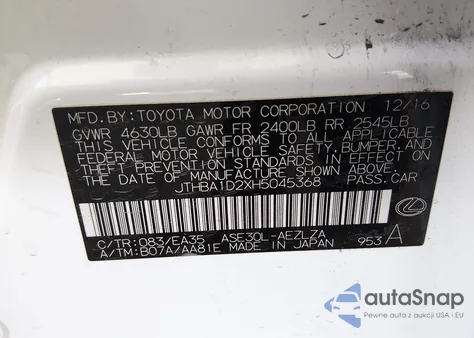 MFD. BY: TOYOTA MOTOR CORPORATION 12/16
GVWR 4630LB GAWR FR 2400LB RR 2545LB
THIS VEHICLE CONFORMS TO ALL APPLICABLE
FEDERAL MOTOR VEHICLE SAFETY, BUMPER, AND
THEFT PREVENTION STANDARDS IN EFFECT ON THE
DATE OF MANUFACTURE SHOWN ABOVE.
JTHBA1D2XH5045368 PASS.CAR
C/TR: 083/EA35 ASE30L-AEZLZA
A/TM: B07A/AA81E MADE IN JAPAN 953 A
autoSnap
Pewne auta z USA i EU